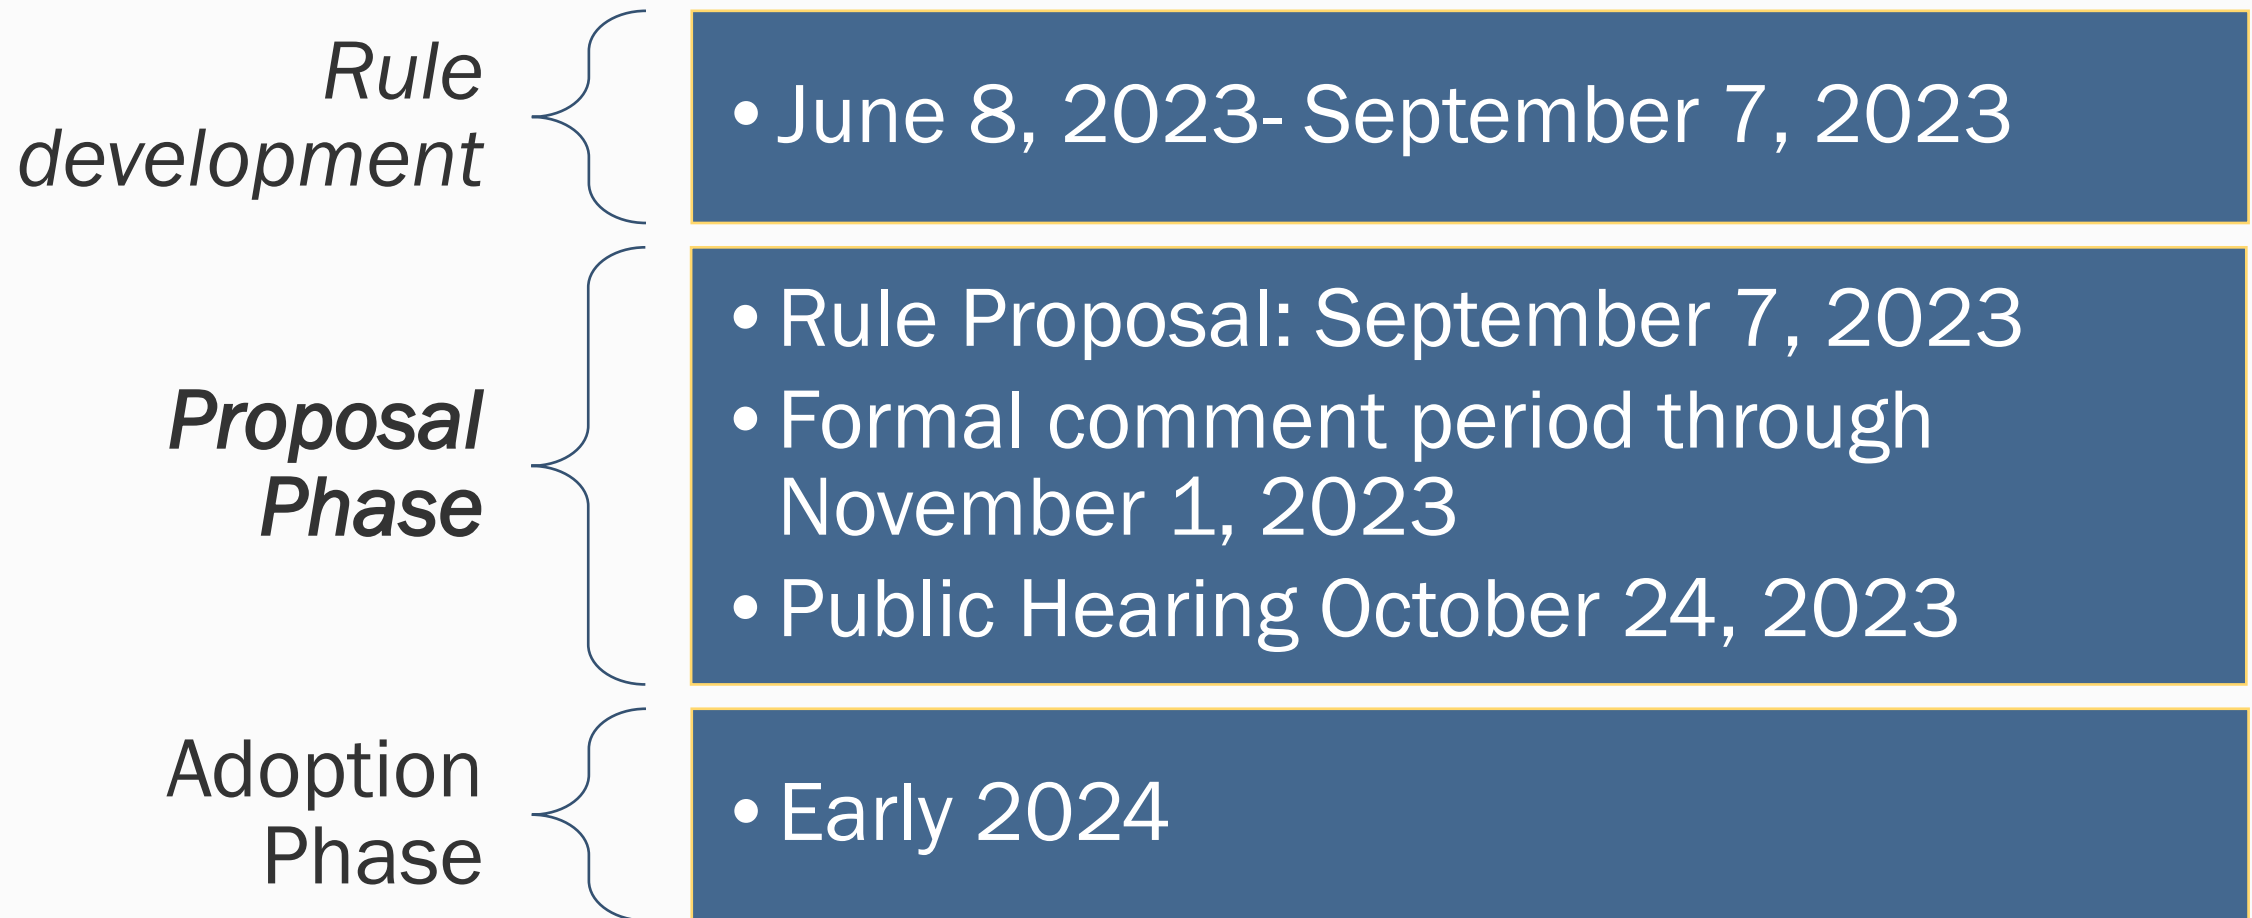 Rule
development
• June 8, 2023- September 7, 2023
Proposal
Phase
• Rule Proposal: September 7, 2023
• Formal comment period through
November 1, 2023
• Public Hearing October 24, 2023
Adoption
Phase
• Early 2024